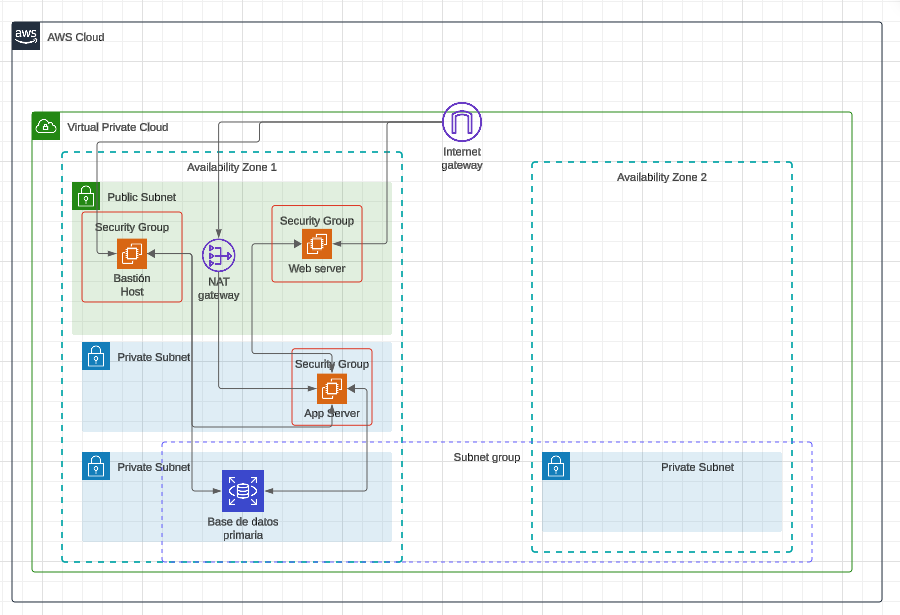 aws
AWS Cloud
Virtual Private Cloud
Internet
gateway
Availability Zone 1
Availability Zone 2
Public Subnet
Security Group
Bastión
Host
NAT
gateway
Security Group
Web server
Private Subnet
Security Group
App Server
Subnet group
Private Subnet
Base de datos
primaria
Private Subnet